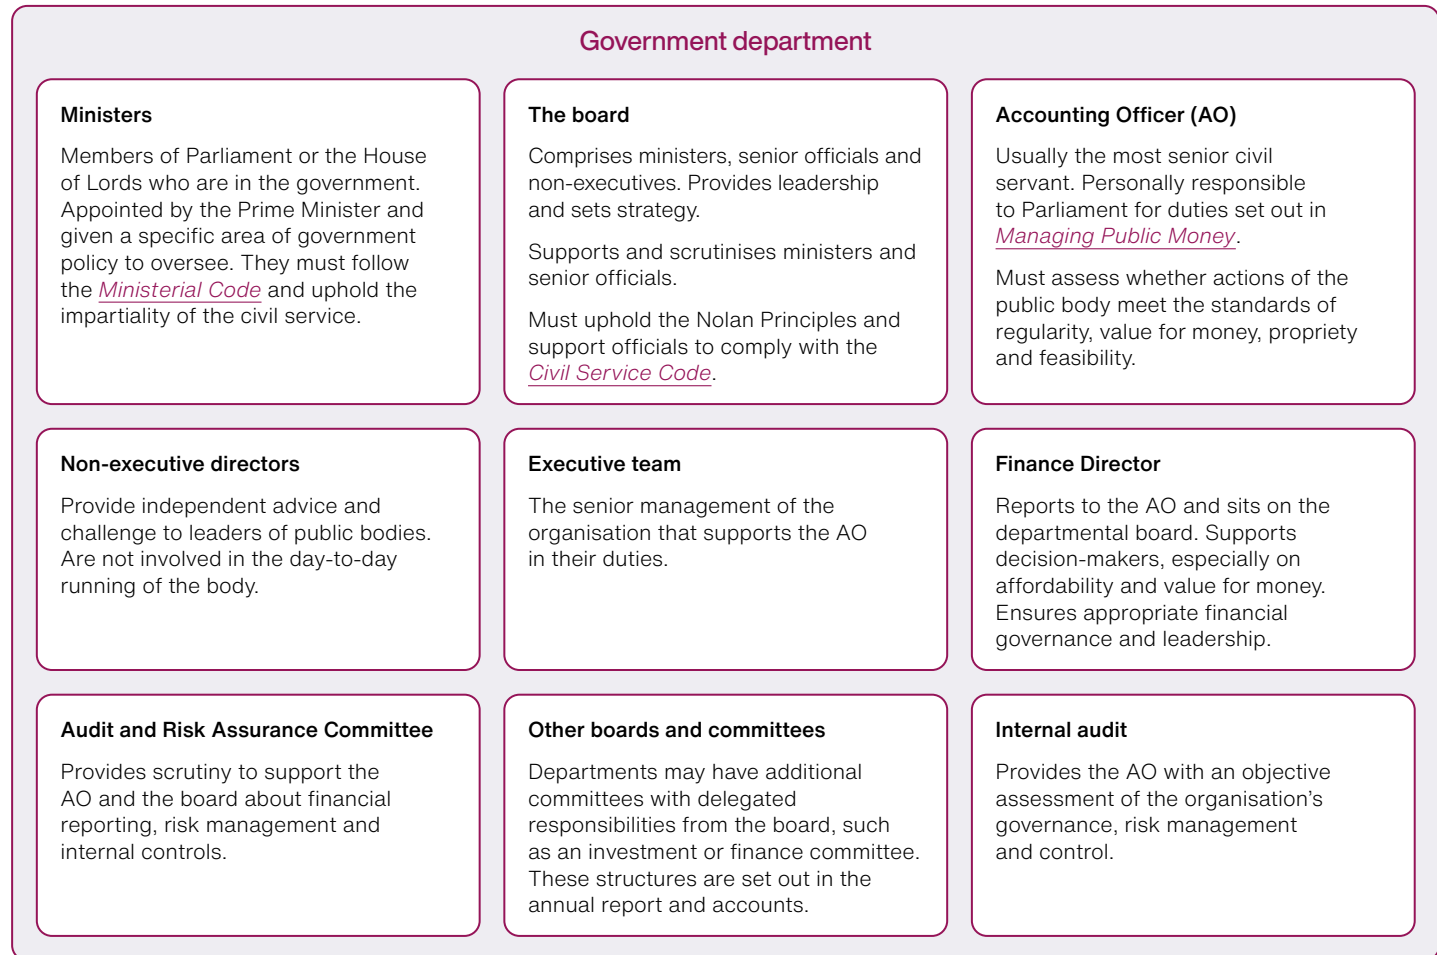 Government department
Ministers
Members of Parliament or the House
of Lords who are in the government.
Appointed by the Prime Minister and
given a specific area of government
policy to oversee. They must follow
the Ministerial Code and uphold the
impartiality of the civil service.
The board
Comprises ministers, senior officials and
non-executives. Provides leadership
and sets strategy.
Supports and scrutinises ministers and
senior officials.
Must uphold the Nolan Principles and
support officials to comply with the
Civil Service Code.
Accounting Officer (AO)
Usually the most senior civil
servant. Personally responsible
to Parliament for duties set out in
Managing Public Money.
Must assess whether actions of the
public body meet the standards of
regularity, value for money, propriety
and feasibility.
Non-executive directors
Provide independent advice and
challenge to leaders of public bodies.
Are not involved in the day-to-day
running of the body.
Executive team
The senior management of the
organisation that supports the AO
in their duties.
Finance Director
Reports to the AO and sits on the
departmental board. Supports
decision-makers, especially on
affordability and value for money.
Ensures appropriate financial
governance and leadership.
Audit and Risk Assurance Committee
Provides scrutiny to support the
AO and the board about financial
reporting, risk management and
internal controls.
Other boards and committees
Departments may have additional
committees with delegated
responsibilities from the board, such
as an investment or finance committee.
These structures are set out in the
annual report and accounts.
Internal audit
Provides the AO with an objective
assessment of the organisation’s
governance, risk management
and control.